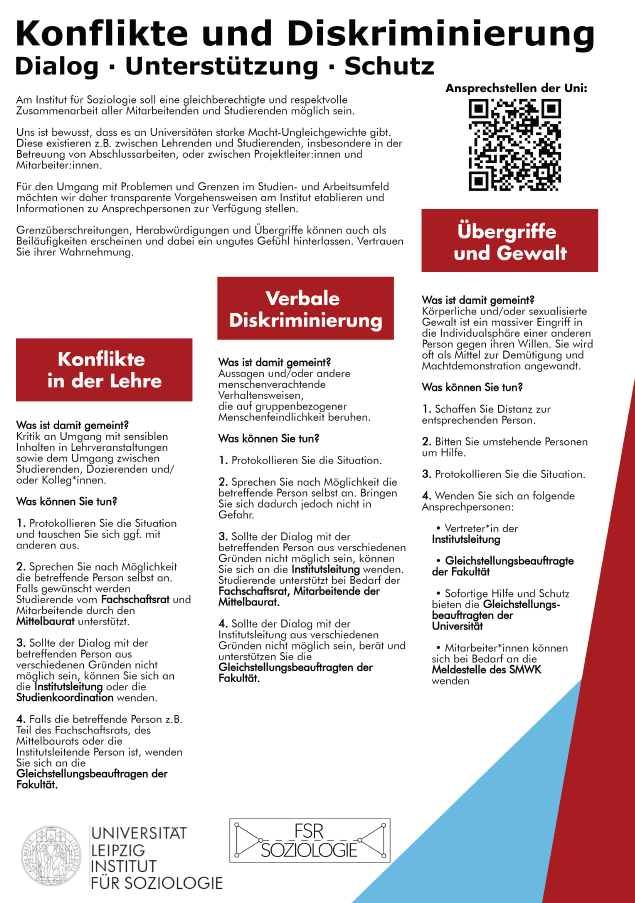 Konflikte und Diskriminierung
Dialog · Unterstützung · Schutz
Am Institut für Soziologie soll eine gleichberechtigte und respektvolle
Zusammenarbeit aller Mitarbeitenden und Studierenden möglich sein.
Uns ist bewusst, dass es an Universitäten starke Macht-Ungleichgewichte gibt.
Diese existieren z.B. zwischen Lehrenden und Studierenden, insbesondere in der
Betreuung von Abschlussarbeiten, oder zwischen Projektleiter:innen und
Mitarbeiter:innen.
Für den Umgang mit Problemen und Grenzen im Studien- und Arbeitsumfeld
möchten wir daher transparente Vorgehensweisen am Institut etablieren und
Informationen zu Ansprechpersonen zur Verfügung stellen.
Grenzüberschreitungen, Herabwürdigungen und Übergriffe können auch als
Beiläufigkeiten erscheinen und dabei ein ungutes Gefühl hinterlassen. Vertrauen
Sie ihrer Wahrnehmung.
Ansprechstellen der Uni:
Konflikte
in der Lehre
Was ist damit gemeint?
Kritik an Umgang mit sensiblen
Inhalten in Lehrveranstaltungen
sowie dem Umgang zwischen
Studierenden, Dozierenden und/
oder Kolleg*innen.
Was können Sie tun?
1. Protokollieren Sie die Situation
und tauschen Sie sich ggf. mit
anderen aus.
2. Sprechen Sie nach Möglichkeit
die betreffende Person selbst an.
Falls gewünscht werden
Studierende vom Fachschaftsrat und
Mitarbeitende durch den
Mittelbaurat unterstützt.
3. Sollte der Dialog mit der
betreffenden Person aus
verschiedenen Gründen nicht
möglich sein, können Sie sich an
die Institutsleitung oder die
Studienkoordination wenden.
4. Falls die betreffende Person z.B.
Teil des Fachschaftsrats, des
Mittelbaurats oder die
Institutsleitende Person ist, wenden
Sie sich an die
Gleichstellungsbeauftragen der
Fakultät.
Verbale
Diskriminierung
Was ist damit gemeint?
Aussagen und/oder andere
menschenverachtende
Verhaltensweisen,
die auf gruppenbezogener
Menschenfeindlichkeit beruhen.
Was können Sie tun?
1. Protokollieren Sie die Situation.
2. Sprechen Sie nach Möglichkeit die
betreffende Person selbst an. Bringen
Sie sich dadurch jedoch nicht in
Gefahr.
3. Sollte der Dialog mit der
betreffenden Person aus verschiedenen
Gründen nicht möglich sein, können
Sie sich an die Institutsleitung wenden.
Studierende unterstützt bei Bedarf der
Fachschaftsrat, Mitarbeitende der
Mittelbaurat.
4. Sollte der Dialog mit der
Institutsleitung aus verschiedenen
Gründen nicht möglich sein, berät und
unterstützen Sie die
Gleichstellungsbeauftragten der
Fakultät.
Übergriffe
und Gewalt
Was ist damit gemeint?
Körperliche und/oder sexualisierte
Gewalt ist ein massiver Eingriff in
die Individualsphäre einer anderen
Person gegen ihren Willen. Sie wird
oft als Mittel zur Demütigung und
Machtdemonstration angewandt.
Was können Sie tun?
1. Schaffen Sie Distanz zur
entsprechenden Person.
2. Bitten Sie umstehende Personen
um Hilfe.
3. Protokollieren Sie die Situation.
4. Wenden Sie sich an folgende
Ansprechpersonen:
• Vertreter*in der
Institutsleitung
• Gleichstellungsbeauftragte
der Fakultät
• Sofortige Hilfe und Schutz
bieten die Gleichstellungs-
beauftragten der
Universität
• Mitarbeiter*innen können
sich bei Bedarf an die
Meldestelle des SMWK
wenden
UNIVERSITÄT
LEIPZIG
INSTITUT
FÜR SOZIOLOGIE
FSR
SOZIOLOGIE